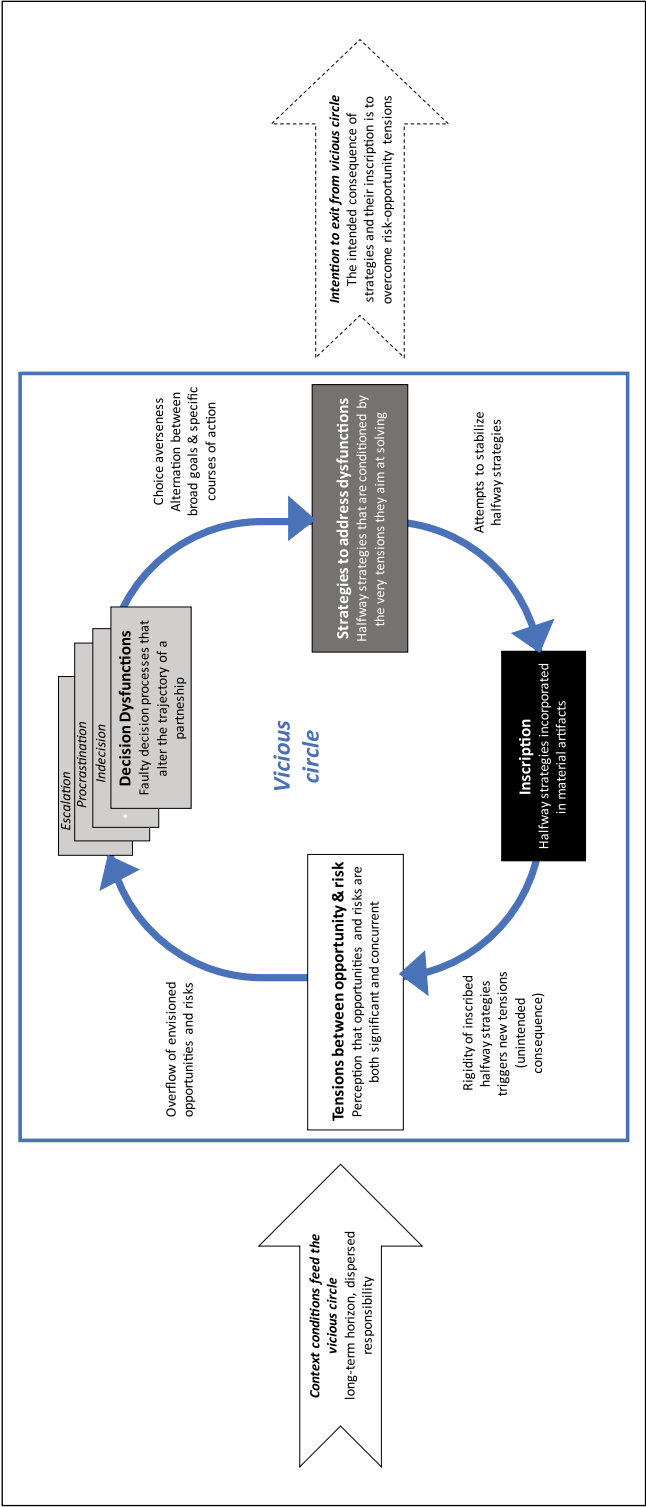 Context conditions feed the
vicious circle
long-term horizon, dispersed
responsibility
Overflow of envisioned
opportunities and risks
Tensions between opportunity & risk
Perception that opportunities and risks are
both significant and concurrent
Rigidity of inscribed
halfway strategies
triggers new tensions
(unintended
consequence)
Escalation
Procrastination
Indecision
Decision Dysfunctions
Faulty decision processes that
alter the trajectory of a
partneship
Vicious
circle
Inscription
Halfway strategies incorporated
in material artifacts
Choice averseness
Alternation between
broad goals & specific
courses of action
Strategies to address dysfunctions
Halfway strategies that are conditioned by
the very tensions they aim at solving
Attempts to stabilize
halfway strategies
Intention to exit from vicious circle
The intended consequence of
strategies and their inscription is to
overcome risk-opportunity tensions